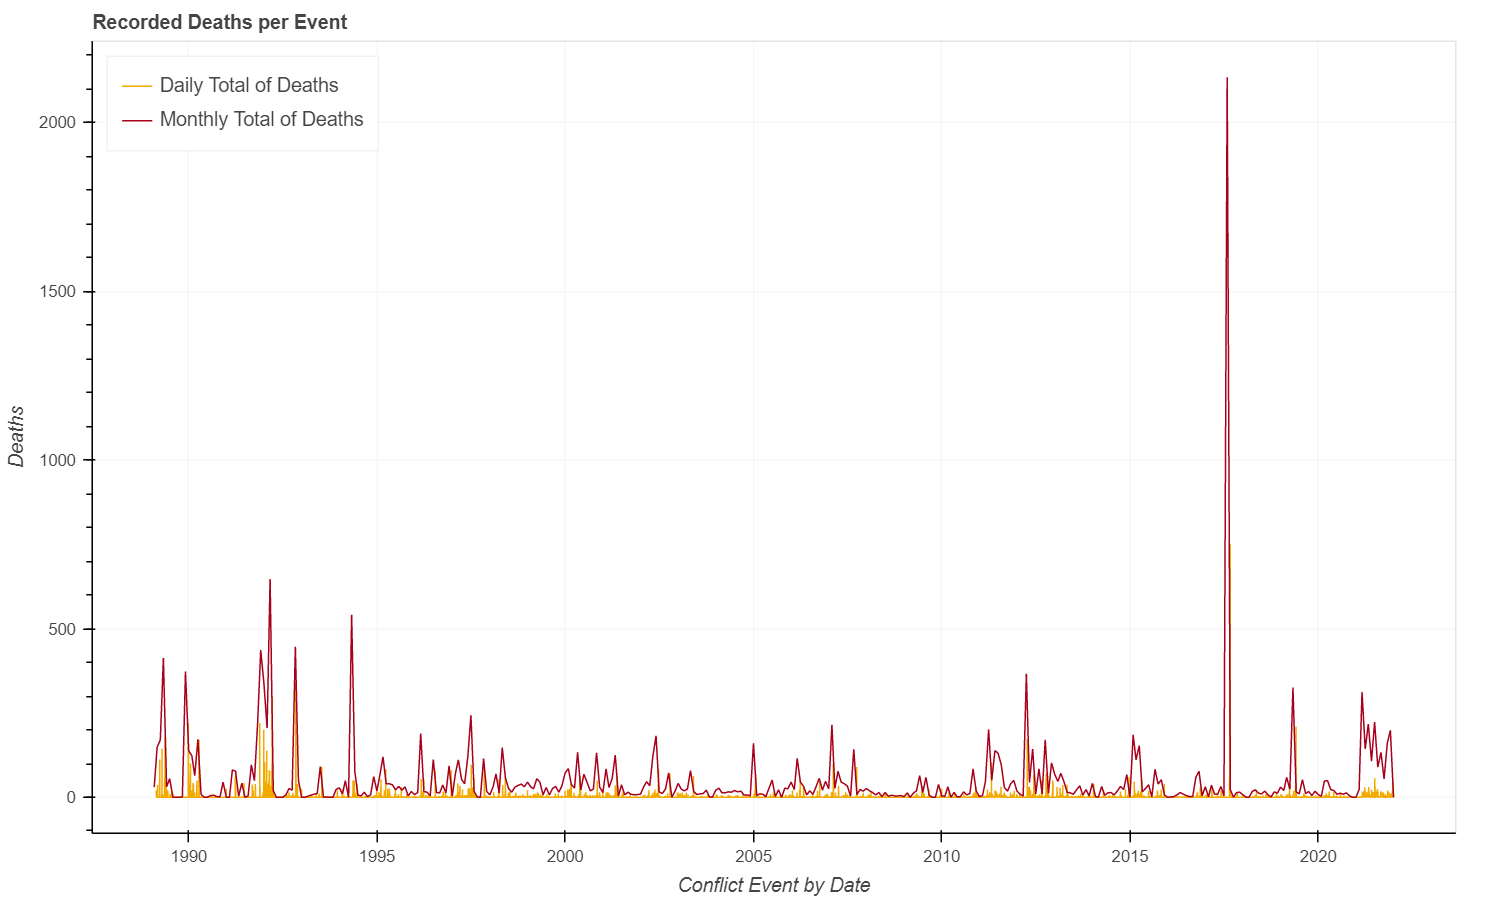 Recorded Deaths per Event
Daily Total of Deaths
Monthly Total of Deaths
2000
1500
1000
500
0
Deaths
1990 1995 2000 2005 2010 2015 2020
Conflict Event by Date